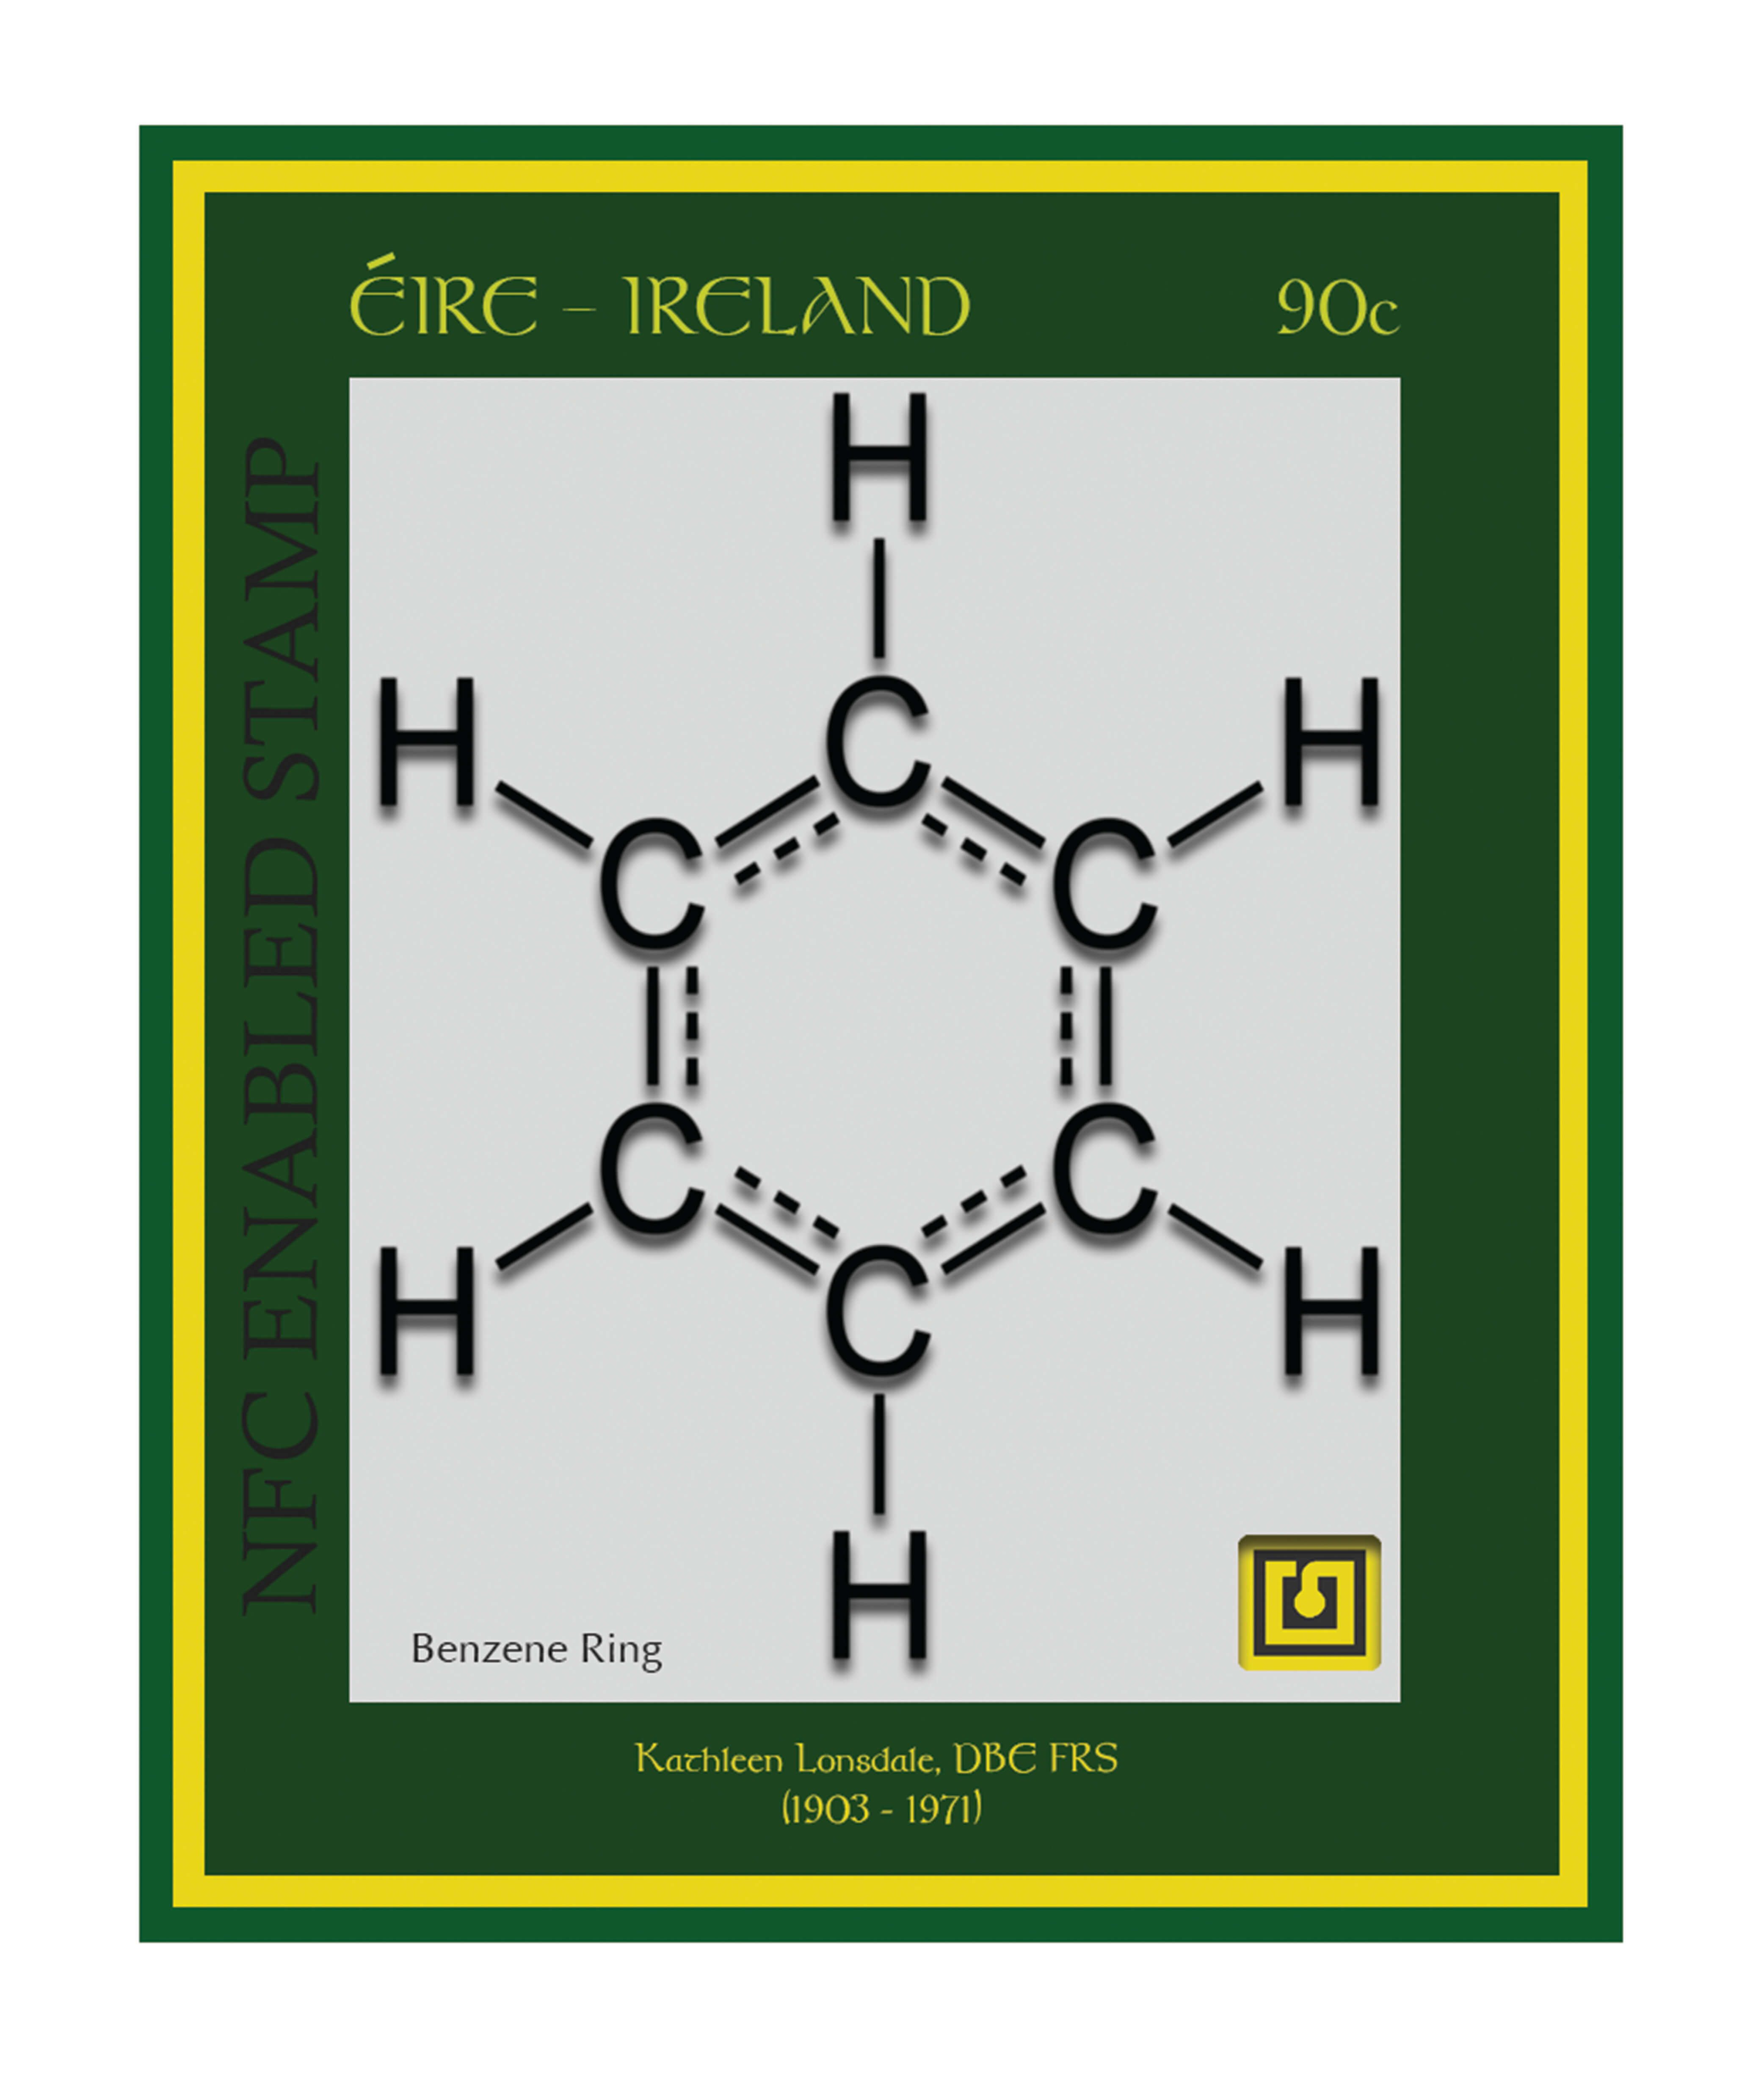 ÉIRE – IRELAND 90c
NFC ENABLED STAMP
H
H C H
C C
C C
H C H
H
Benzene Ring
Kathleen Lonsdale, DBE FRS
(1903 - 1971)